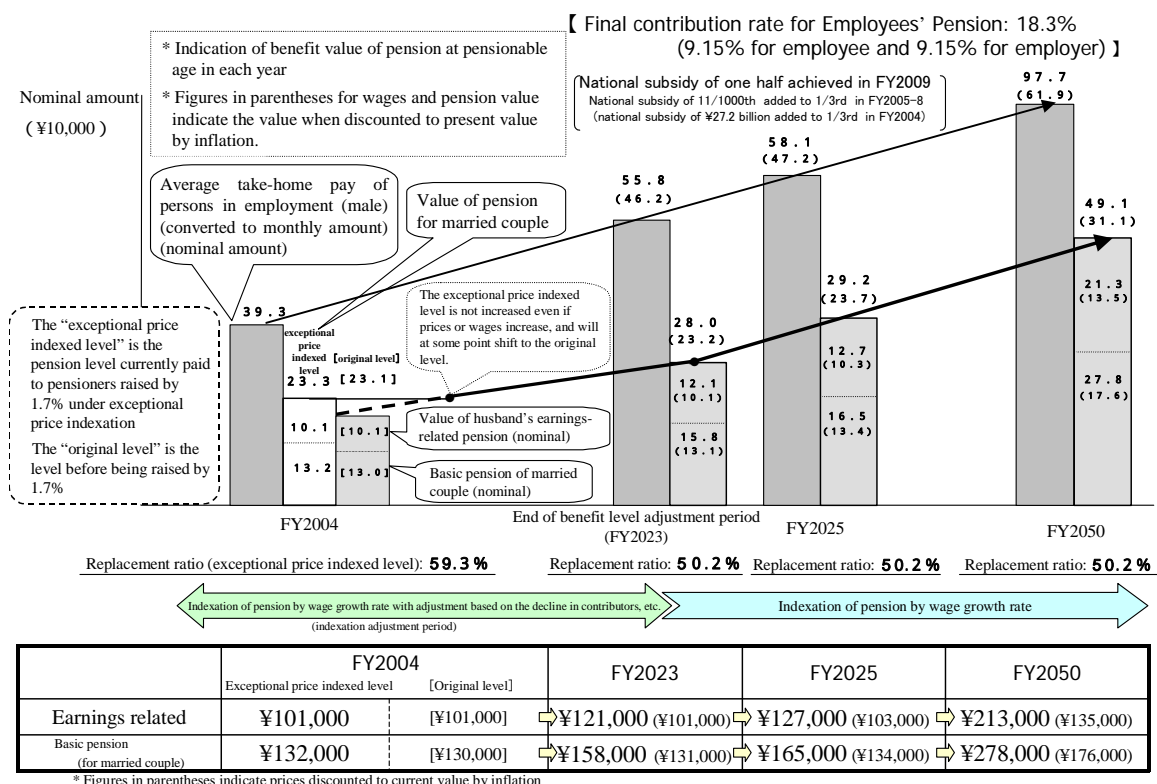 【 Final contribution rate for Employees' Pension: 18.3%
(9.15% for employee and 9.15% for employer) 】
* Indication of benefit value of pension at pensionable
age in each year
* Figures in parentheses for wages and pension value
indicate the value when discounted to present value
by inflation.
National subsidy of one half achieved in FY2009
National subsidy of 11/1000th added to 1/3rd in FY2005-8
(national subsidy of ¥27.2 billion added to 1/3rd in FY2004)
Nominal amount
(¥10,000)
Average take-home pay of
persons in employment (male)
(converted to monthly amount)
(nominal amount)
Value of pension
for married couple
The exceptional price indexed
level is not increased even if
prices or wages increase, and will
at some point shift to the original
level.
The "exceptional price
indexed level" is the
pension level currently paid
to pensioners raised by
1.7% under exceptional
price indexation
The "original level" is the
level before being raised by
1.7%
39.3
exceptional
price
indexed
level
[original level]
23.3
[23.1]
10.1
[10.1]
13.2
[13.0]
Value of husband's earnings-
related pension (nominal)
Basic pension of married
couple (nominal)
55.8
(46.2)
28.0
(23.2)
12.1
(10.1)
15.8
(13.1)
58.1
(47.2)
29.2
(23.7)
12.7
(10.3)
16.5
(13.4)
97.7
(61.9)
49.1
(31.1)
21.3
(13.5)
27.8
(17.6)
FY2004
End of benefit level adjustment period
(FY2023)
FY2025
FY2050
Replacement ratio (exceptional price indexed level): 59.3%
Replacement ratio: 50.2%
Replacement ratio: 50.2%
Replacement ratio: 50.2%
Indexation of pension by wage growth rate with adjustment based on the decline in contributors, etc.
(indexation adjustment period)
Indexation of pension by wage growth rate
FY2004 FY2023 FY2025 FY2050
Exceptional price indexed level [Original level]
Earnings related ¥101,000 [¥101,000] ¥121,000 (¥101,000) ¥127,000 (¥103,000) ¥213,000 (¥135,000)
Basic pension
(for married couple) ¥132,000 [¥130,000] ¥158,000 (¥131,000) ¥165,000 (¥134,000) ¥278,000 (¥176,000)
* Figures in parentheses indicate prices discounted to current value by inflation